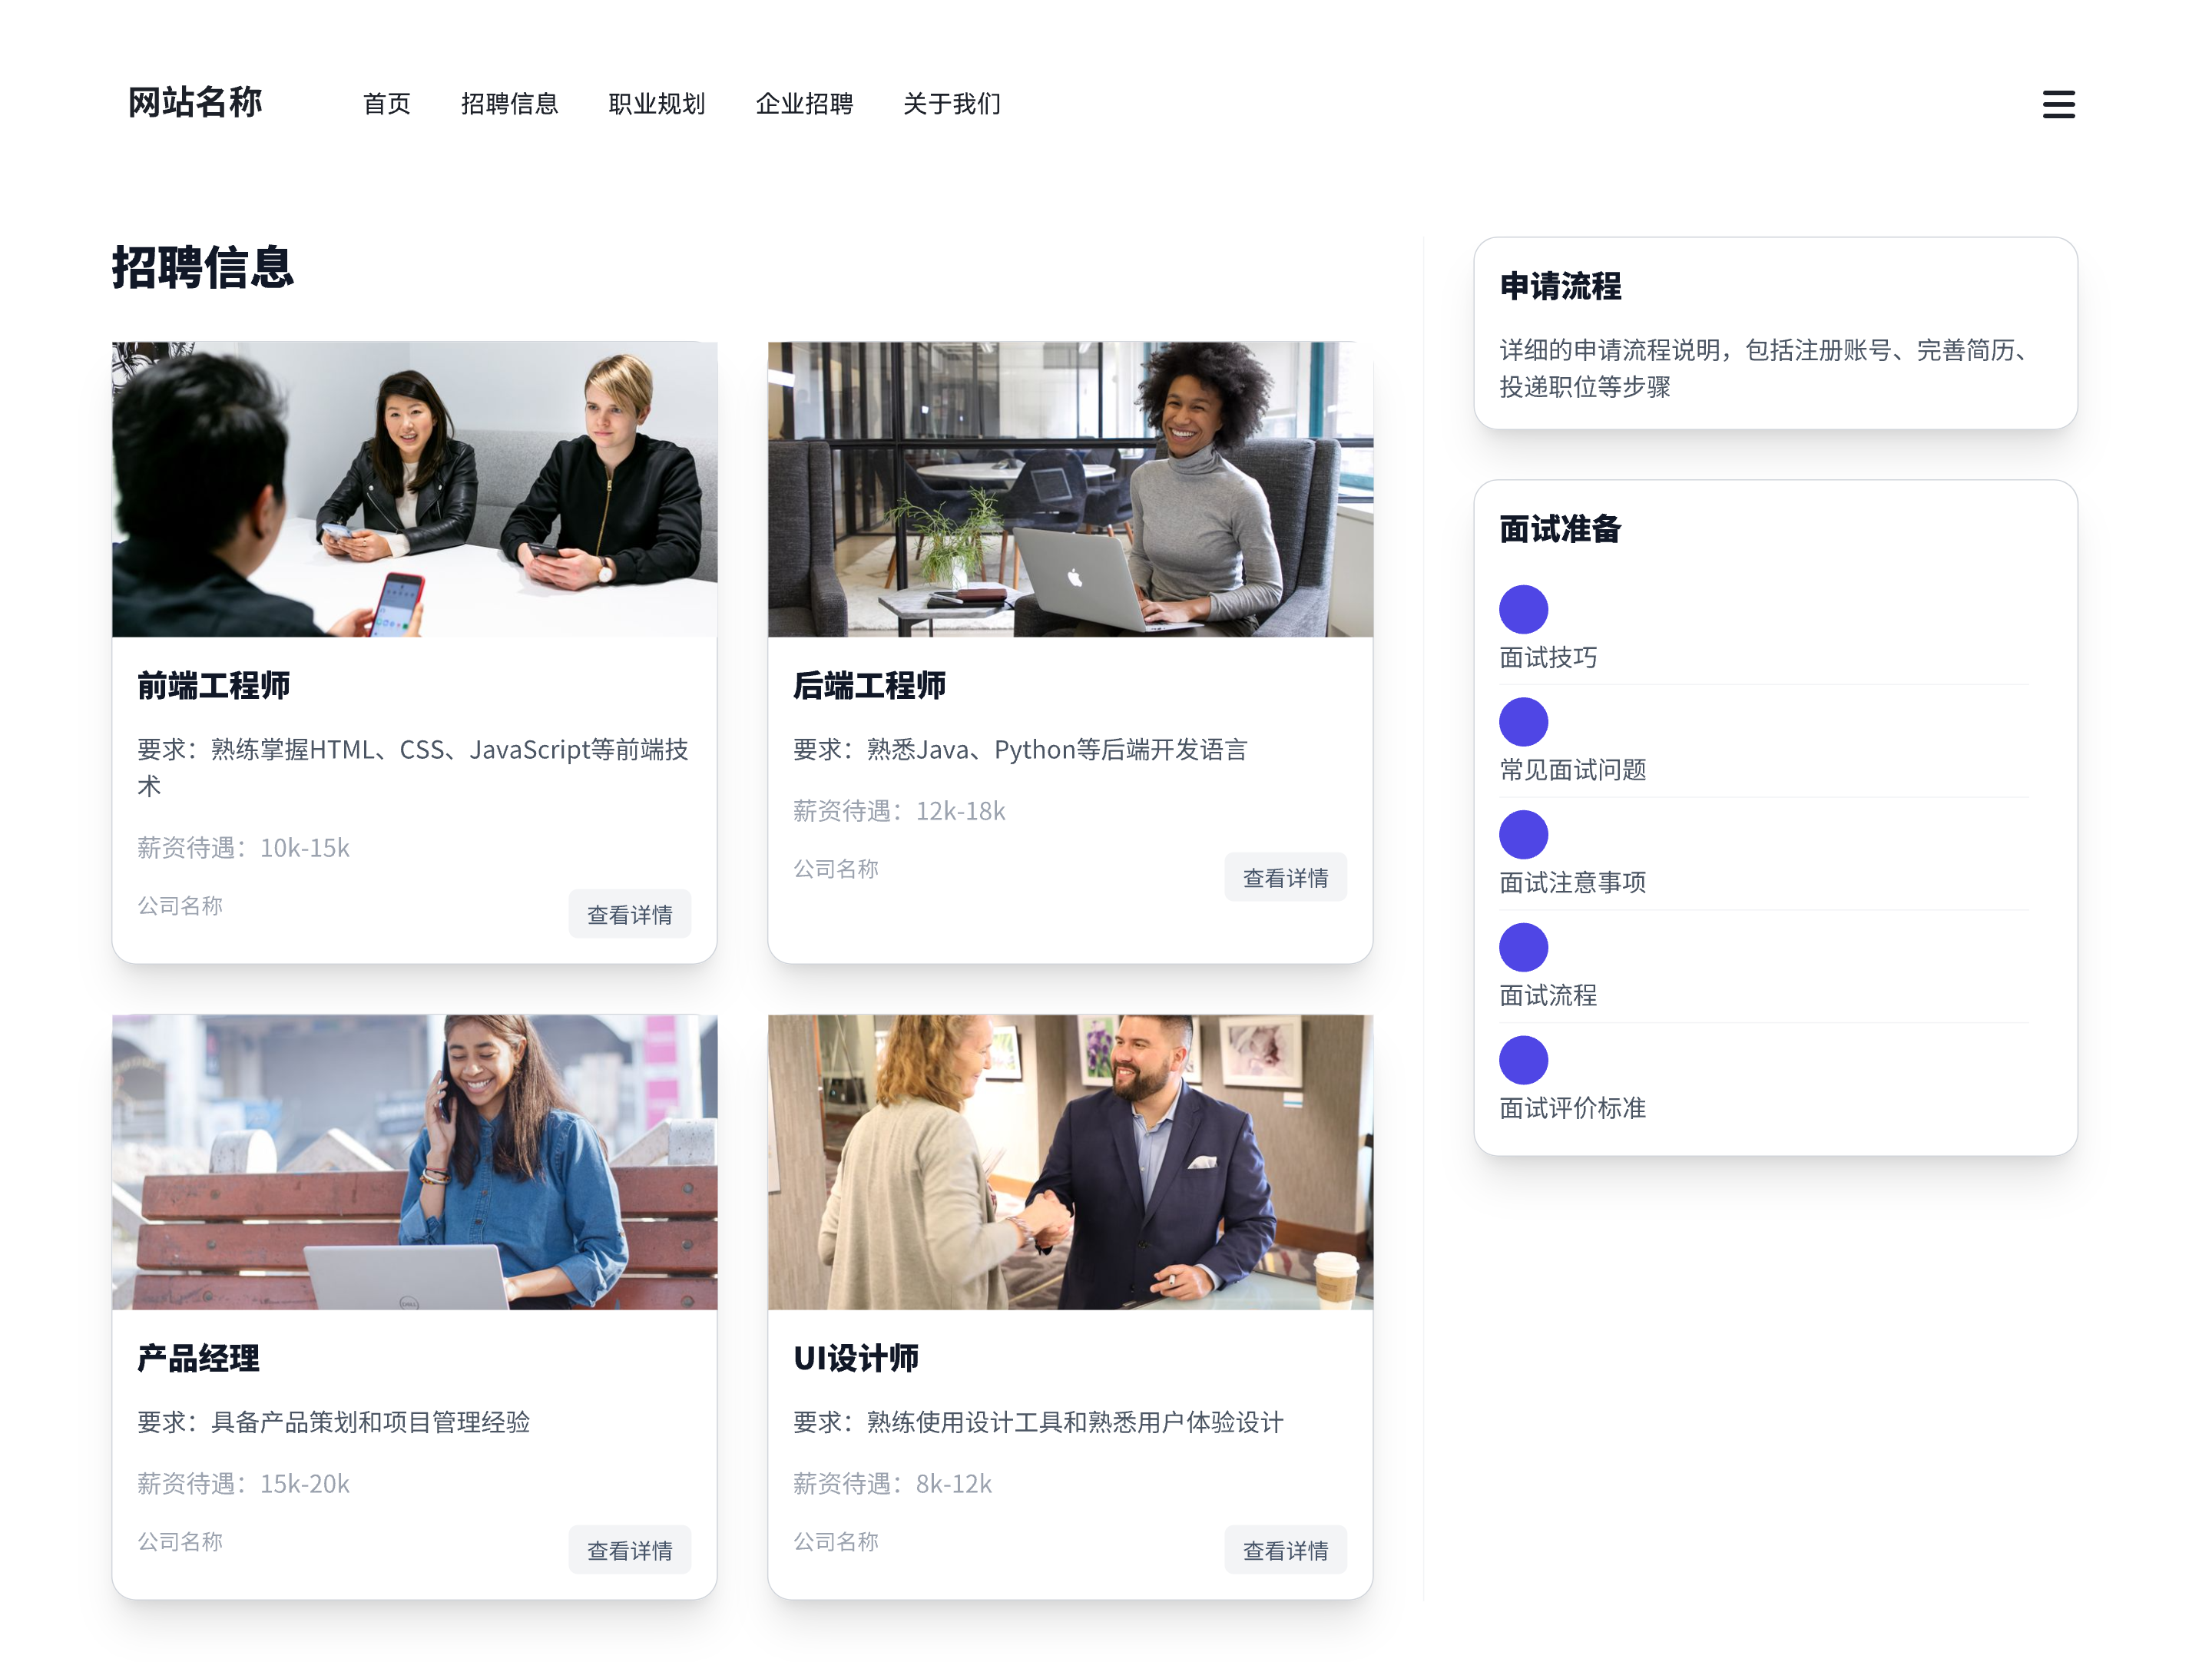 网站名称
首页
招聘信息
职业规划
企业招聘
关于我们
招聘信息
前端工程师
要求：熟练掌握HTML、CSS、JavaScript等前端技
术
薪资待遇：10k-15k
公司名称
查看详情
后端工程师
要求：熟悉Java、Python等后端开发语言
薪资待遇：12k-18k
公司名称
查看详情
产品经理
要求：具备产品策划和项目管理经验
薪资待遇：15k-20k
公司名称
查看详情
UI设计师
要求：熟练使用设计工具和熟悉用户体验设计
薪资待遇：8k-12k
公司名称
查看详情
申请流程
详细的申请流程说明，包括注册账号、完善简历、
投递职位等步骤
面试准备
面试技巧
常见面试问题
面试注意事项
面试流程
面试评价标准